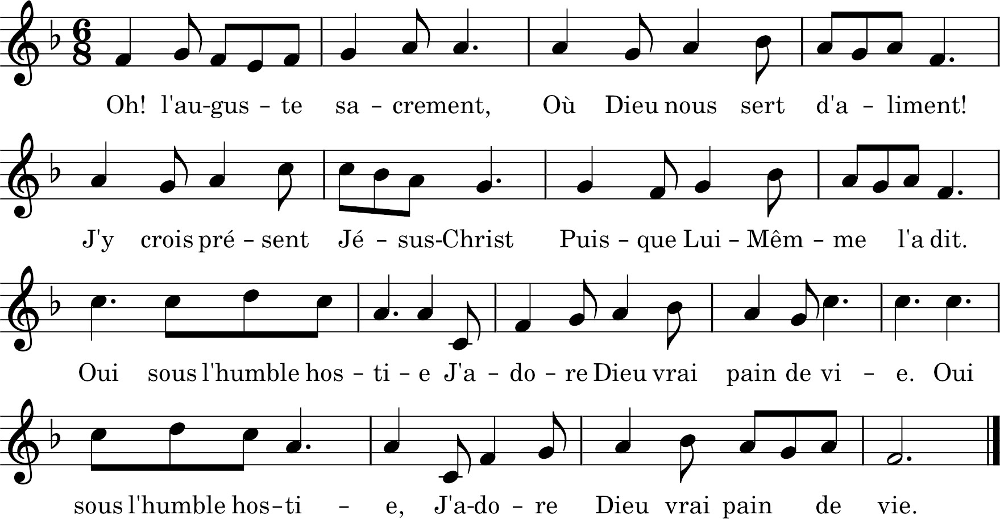 Oh! l'au-gus - te sa - crement, Où Dieu nous sert d'a - liment!
J'y crois pré - sent Jé - sus-Christ Puis - que Lui - Mêm - me l'a dit.
Oui sous l'humble hos - ti - e J'a - do - re Dieu vrai pain de vi - e. Oui
sous l'humble hos - ti - e, J'a-do - re Dieu vrai pain de vie.